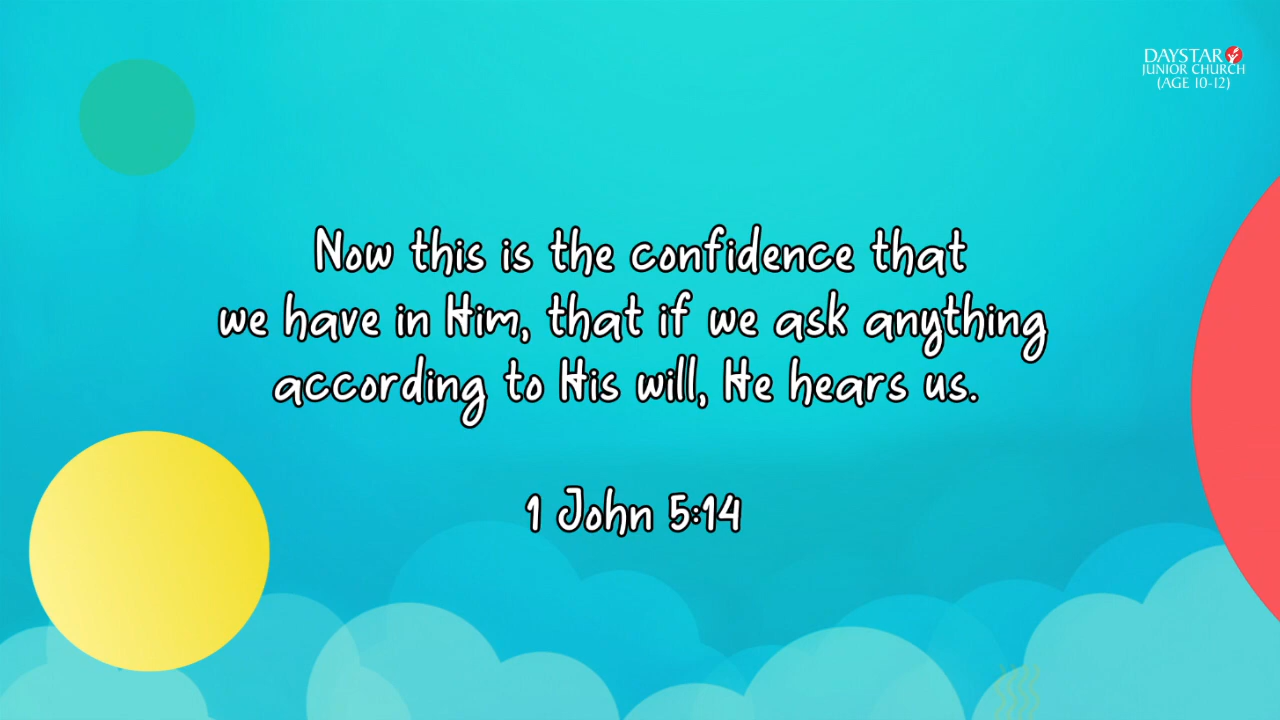 DAYSTAR
JUNIOR CHURCH
(AGE 10-12)
Now this is the confidence that
we have in Him, that if we ask anything
according to His will, He hears us.
1 John 5:14